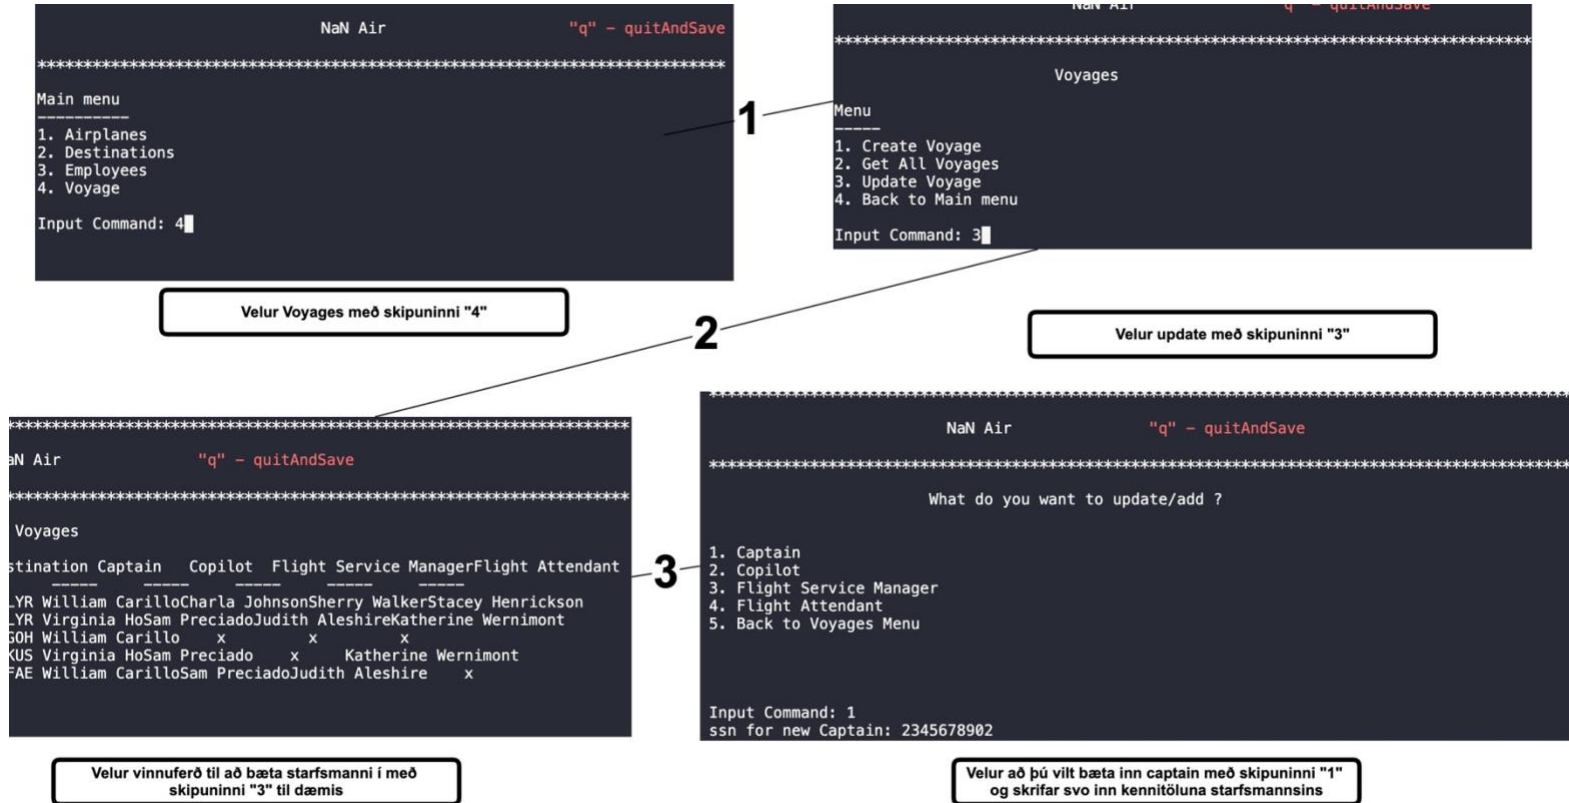 NaN Air "q" – quitAndSave
***************************************************************************
Main menu
----------
1. Airplanes
2. Destinations
3. Employees
4. Voyage
Input Command: 4
Velur Voyages með skipuninni "4"
1
NaN Air "q" – quitAndSave
****************************************************************************
Voyages
Menu
-----
1. Create Voyage
2. Get All Voyages
3. Update Voyage
4. Back to Main menu
Input Command: 3
Velur update með skipuninni "3"
2
********************************************************************
aN Air "q" – quitAndSave
********************************************************************
Voyages
stination Captain Copilot Flight Service ManagerFlight Attendant
----- ----- ----- ----- -----
LYR William CarilloCharla JohnsonSherry WalkerStacey Henrickson
LYR Virginia HoSam PreciadoJudith AleshireKatherine Wernimont
GOH William Carillo x x x
KUS Virginia HoSam Preciado x Katherine Wernimont
FAE William CarilloSam PreciadoJudith Aleshire x
Velur vinnuferð til að bæta starfsmanni í með
skipuninni "3" til dæmis
3
**********************************************************************************************
NaN Air "q" – quitAndSave
**********************************************************************************************
What do you want to update/add ?
1. Captain
2. Copilot
3. Flight Service Manager
4. Flight Attendant
5. Back to Voyages Menu
Input Command: 1
ssn for new Captain: 2345678902
Velur að þú vilt bæta inn captain með skipuninni "1"
og skrifar svo inn kennitöluna starfsmannsins